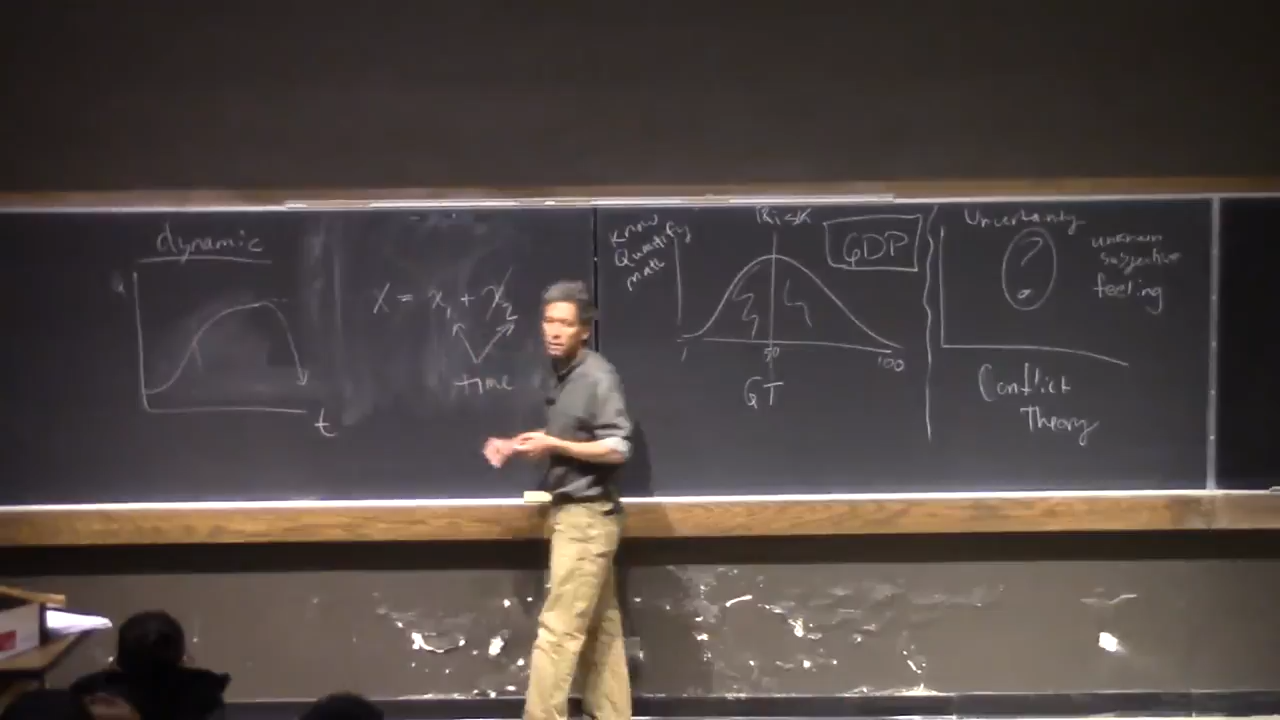 dynamic
t
X = x₁ + x₂
time
Know
Quantify
math
Risk
GDP
1
50
100
GT
Uncertainty
?
unknown
subjective
feeling
Conflict
Theory